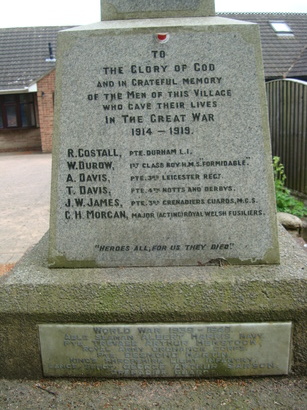 TO
THE GLORY OF GOD
AND IN GRATEFUL MEMORY
OF THE MEN OF THIS VILLAGE
WHO GAVE THEIR LIVES
IN THE GREAT WAR
1914 – 1919.
R. COSTALL, PTE. DURHAM L.I.
W. DUROW, 1ST CLASS BOY H.M.S. FORMIDABLE"
A. DAVIS, PTE. 3RD LEICESTER REGT.
T. DAVIS, PTE. 4TH NOTTS AND DERBYS.
J.W. JAMES, PTE. 3RD GRENADIERS GUARDS, M.G.S.
G.H. MORGAN, MAJOR (ACTING) ROYAL WELSH FUSILIERS.
"HEROES ALL, FOR US THEY DIED"
WORLD WAR 1939 – 1945
ABLE SEAMAN